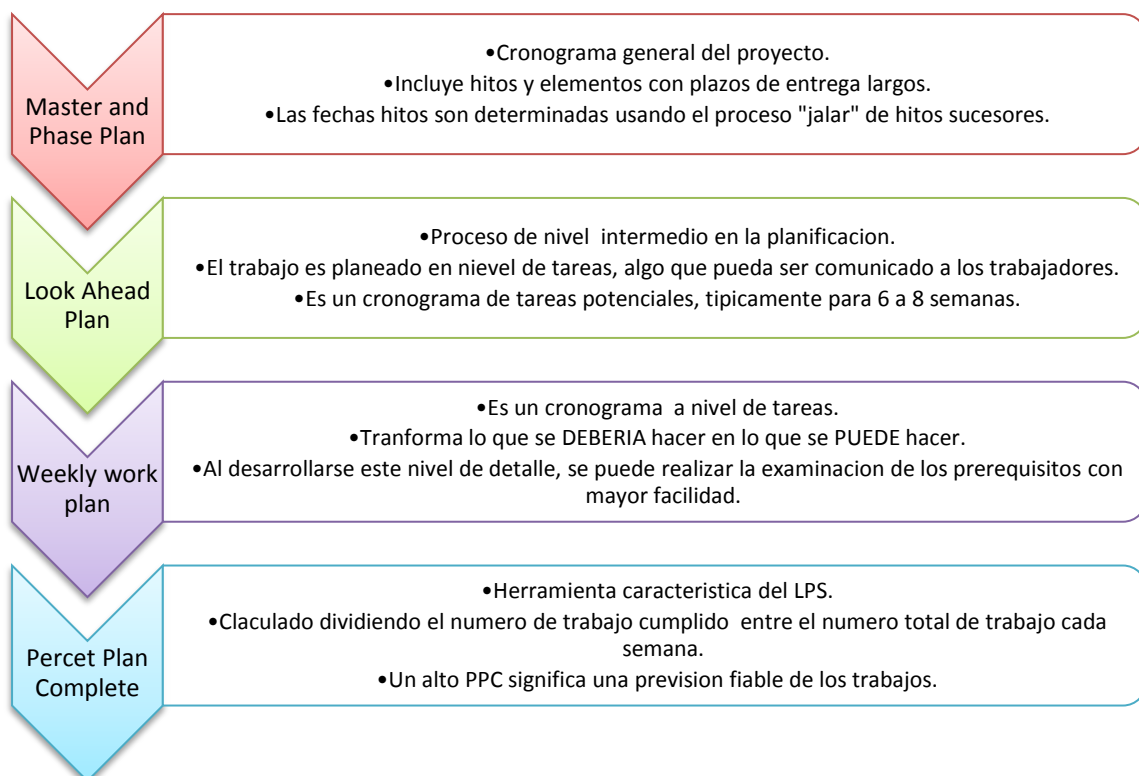 Master and
Phase Plan
•Cronograma general del proyecto.
•Incluye hitos y elementos con plazos de entrega largos.
•Las fechas hitos son determinadas usando el proceso "jalar" de hitos sucesores.
Look Ahead
Plan
•Proceso de nivel intermedio en la planificacion.
•El trabajo es planeado en nievel de tareas, algo que pueda ser comunicado a los trabajadores.
•Es un cronograma de tareas potenciales, tipicamente para 6 a 8 semanas.
Weekly work
plan
•Es un cronograma a nivel de tareas.
•Tranforma lo que se DEBERIA hacer en lo que se PUEDE hacer.
•Al desarrollarse este nivel de detalle, se puede realizar la examinacion de los prerequisitos con
mayor facilidad.
Percet Plan
Complete
•Herramienta caracteristica del LPS.
•Claculado dividiendo el numero de trabajo cumplido entre el numero total de trabajo cada
semana.
•Un alto PPC significa una prevision fiable de los trabajos.